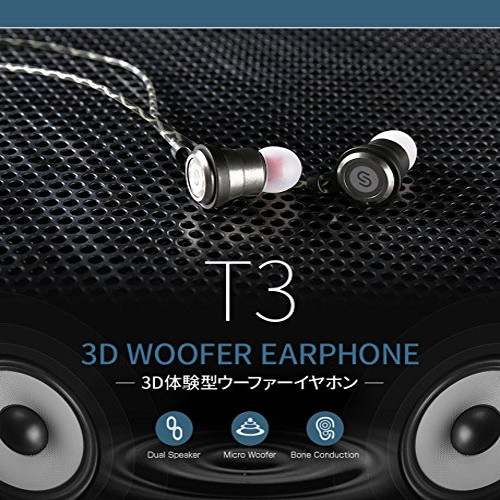 T3
3D WOOFER EARPHONE
3D体験型ウーファーイヤホン
Dual Speaker
Micro Woofer
Bone Conduction